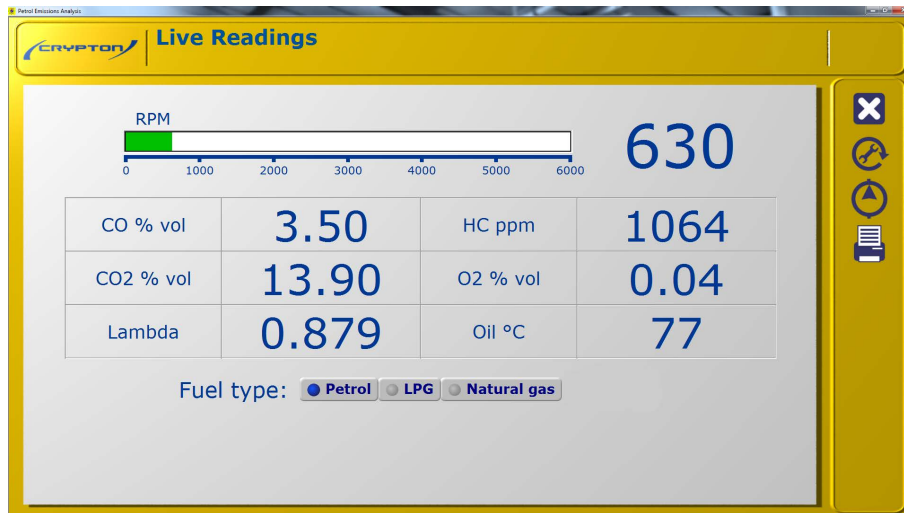 Petrol Emissions Analysis
CRYPTON
Live Readings
RPM
630
0 1000 2000 3000 4000 5000 6000
CO % vol 3.50 HC ppm 1064
CO2 % vol 13.90 O2 % vol 0.04
Lambda 0.879 Oil °C 77
Fuel type: Petrol LPG Natural gas